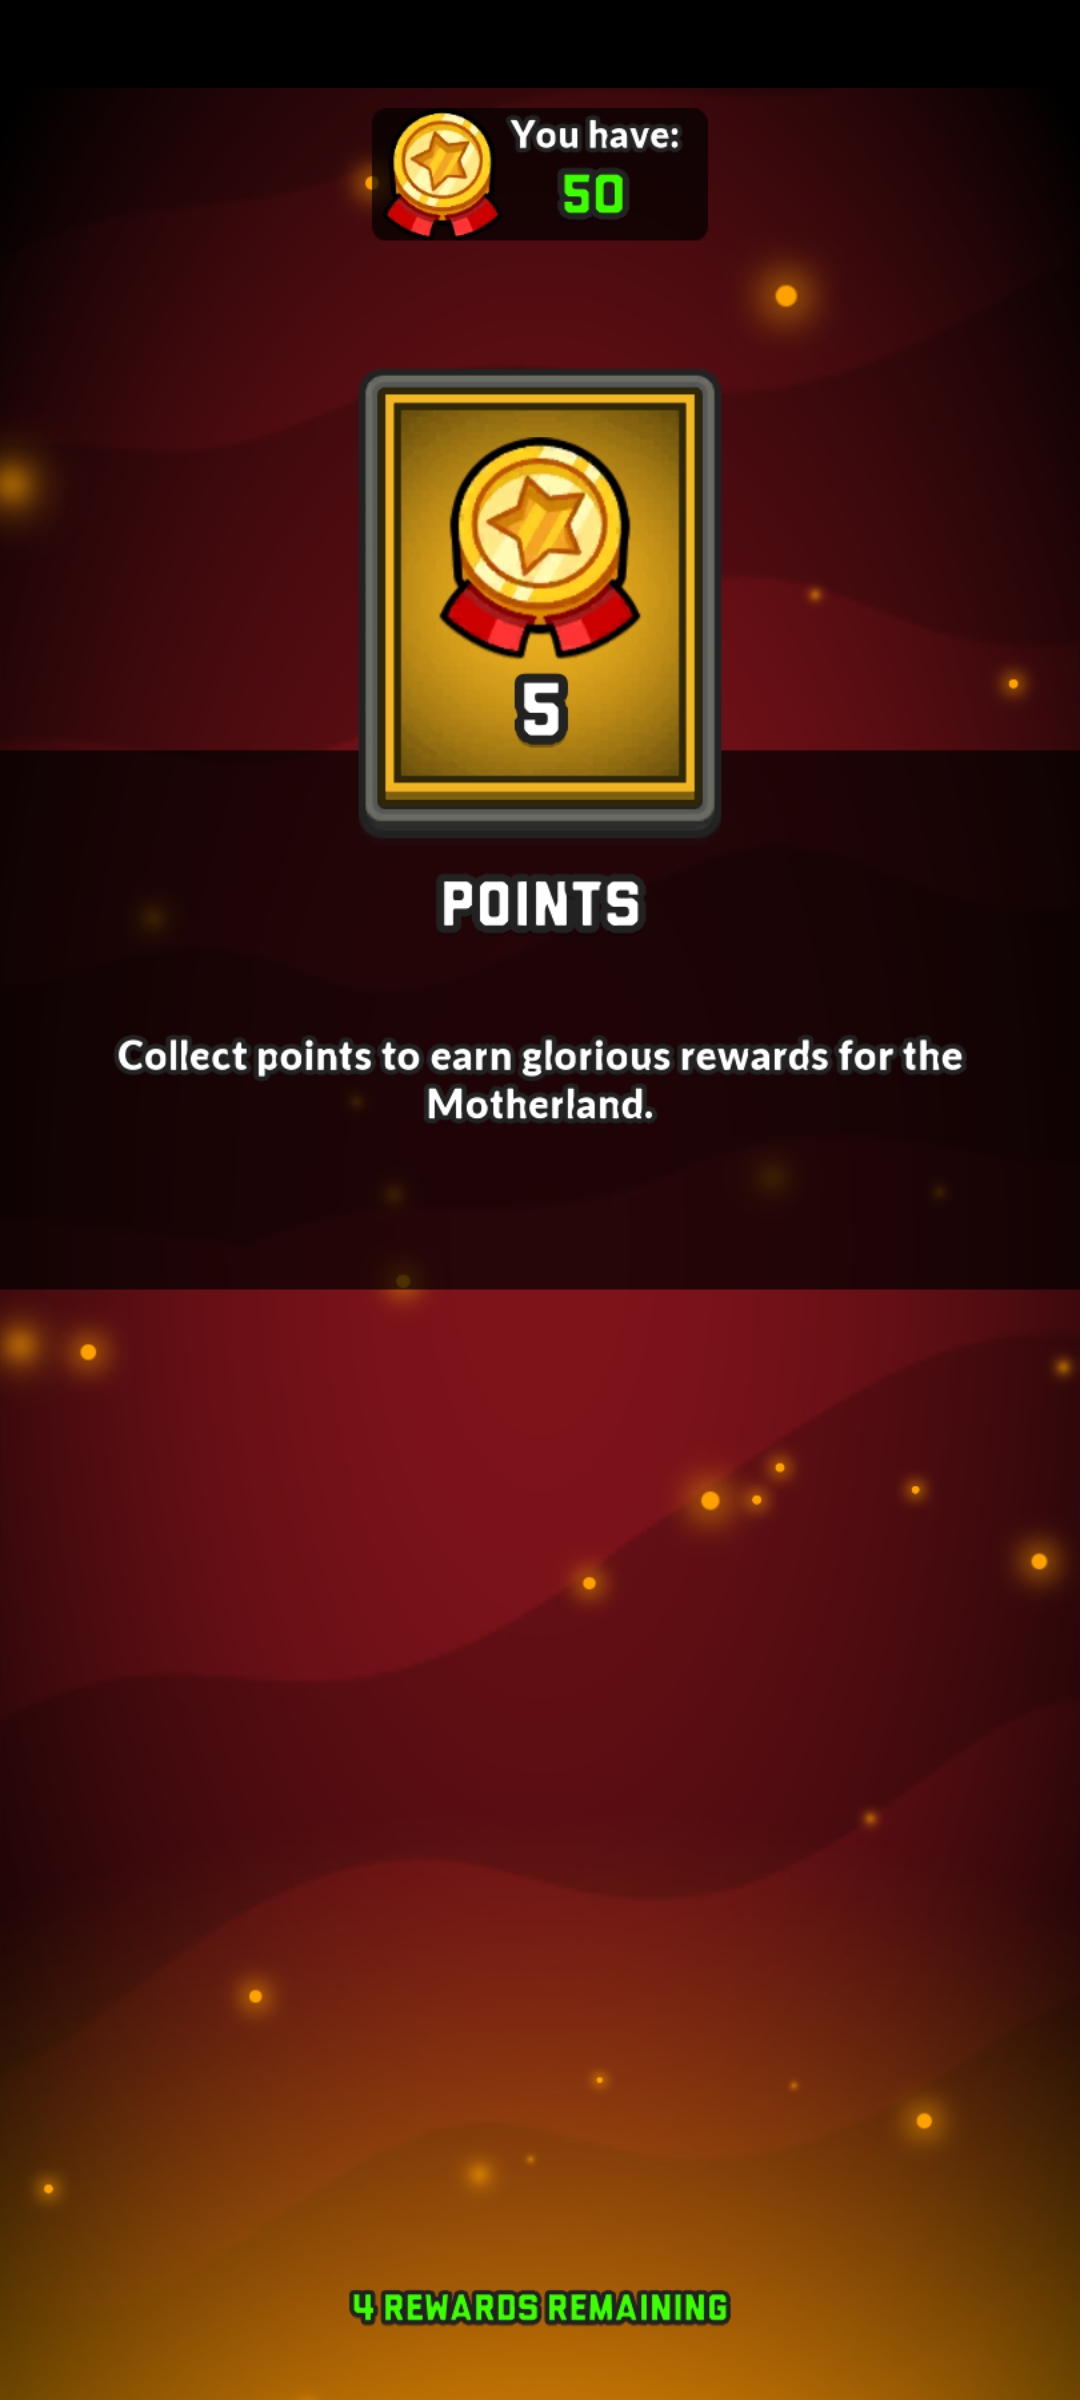 You have:
50
5
POINTS
Collect points to earn glorious rewards for the
Motherland.
4 REWARDS REMAINING